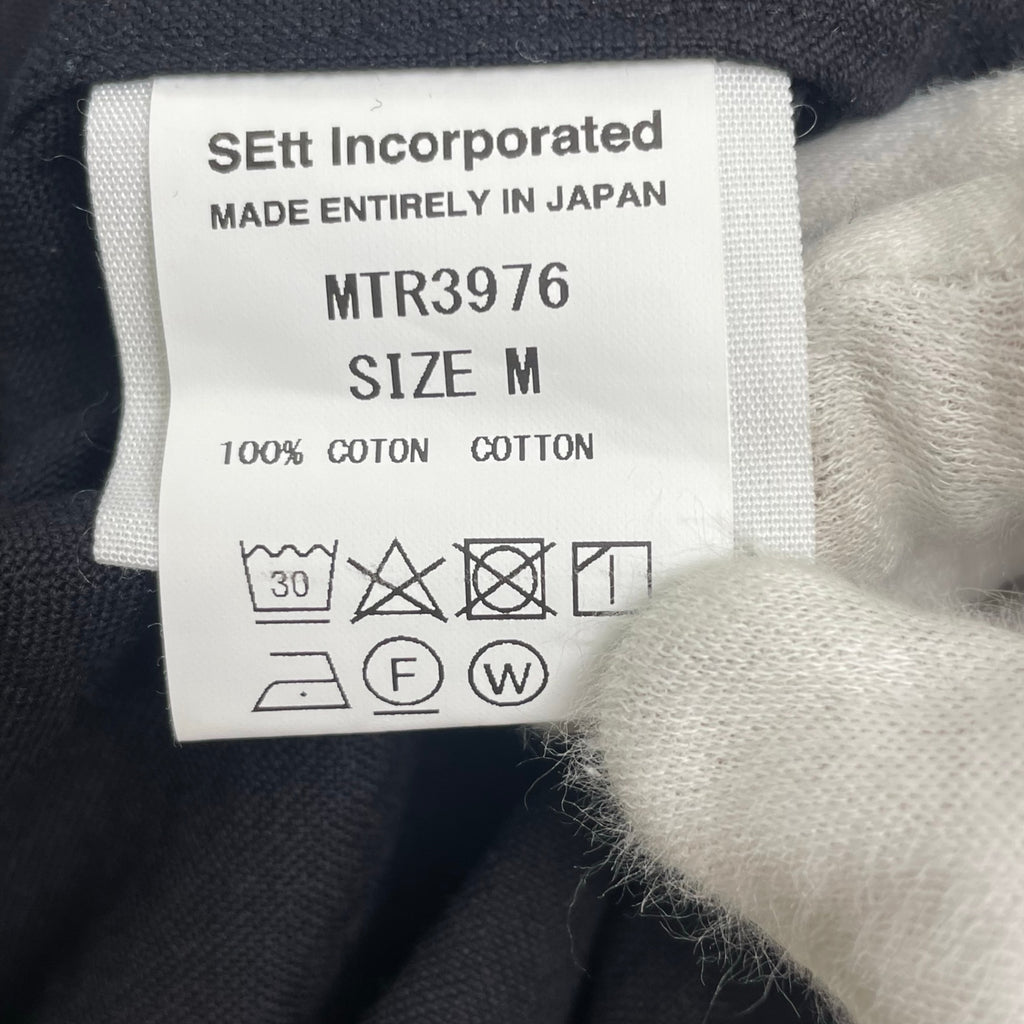 SEtt Incorporated
MADE ENTIRELY IN JAPAN
MTR3976
SIZE M
100% COTON COTTON
30
F W